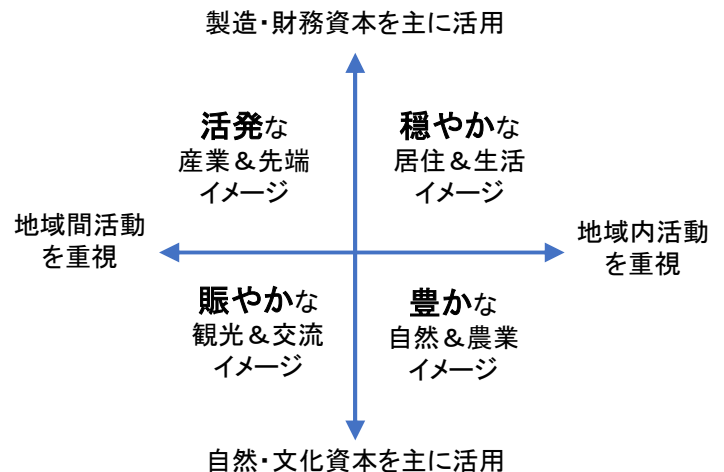 製造・財務資本を主に活用
活発な
産業＆先端
イメージ
穏やかな
居住＆生活
イメージ
地域間活動
を重視
地域内活動
を重視
賑やかな
観光＆交流
イメージ
豊かな
自然＆農業
イメージ
自然・文化資本を主に活用